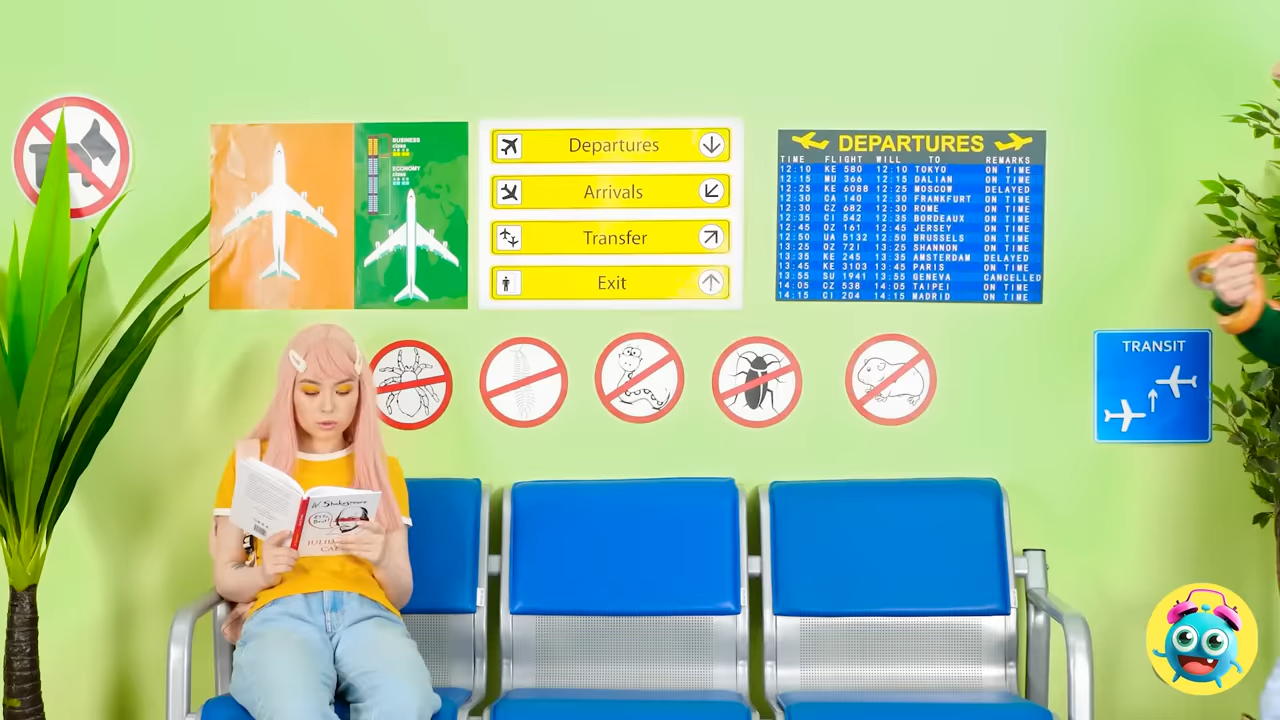 BUSINESS
class
ECONOMY
class
Departures
Arrivals
Transfer
Exit
DEPARTURES
TIME FLIGHT WILL TO REMARKS
12:10 KE 580 12:10 TOKYO ON TIME
12:15 MU 366 12:15 DALIAN ON TIME
12:25 KE 6088 12:25 MOSCOW DELAYED
12:30 CA 140 12:30 FRANKFURT ON TIME
12:30 CZ 682 12:30 ROME ON TIME
12:35 CI 542 12:35 BORDEAUX ON TIME
12:45 OZ 161 12:45 JERSEY ON TIME
12:50 UA 5132 12:50 BRUSSELS ON TIME
13:25 OZ 721 13:25 SHANNON ON TIME
13:35 KE 245 13:35 AMSTERDAM DELAYED
13:45 KE 3103 13:45 PARIS ON TIME
13:55 SU 1941 13:55 GENEVA CANCELLED
14:05 CZ 538 14:05 TAIPEI ON TIME
14:15 CI 204 14:15 MADRID ON TIME
TRANSIT
W. Shakespeare